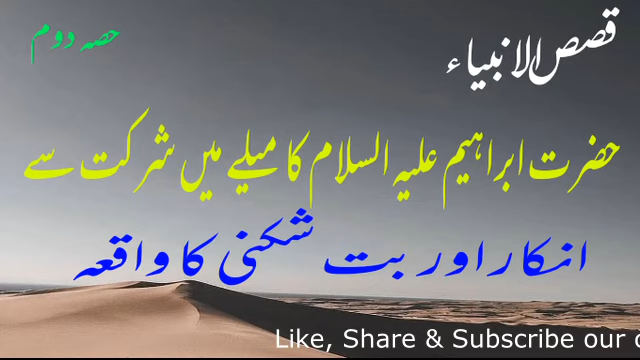 قصص الانبیاء
حصہ دوم
حضرت ابراہیم علیہ السلام کا میلے میں شرکت سے
انکار اور بت شکنی کا واقعہ
Like, Share & Subscribe our